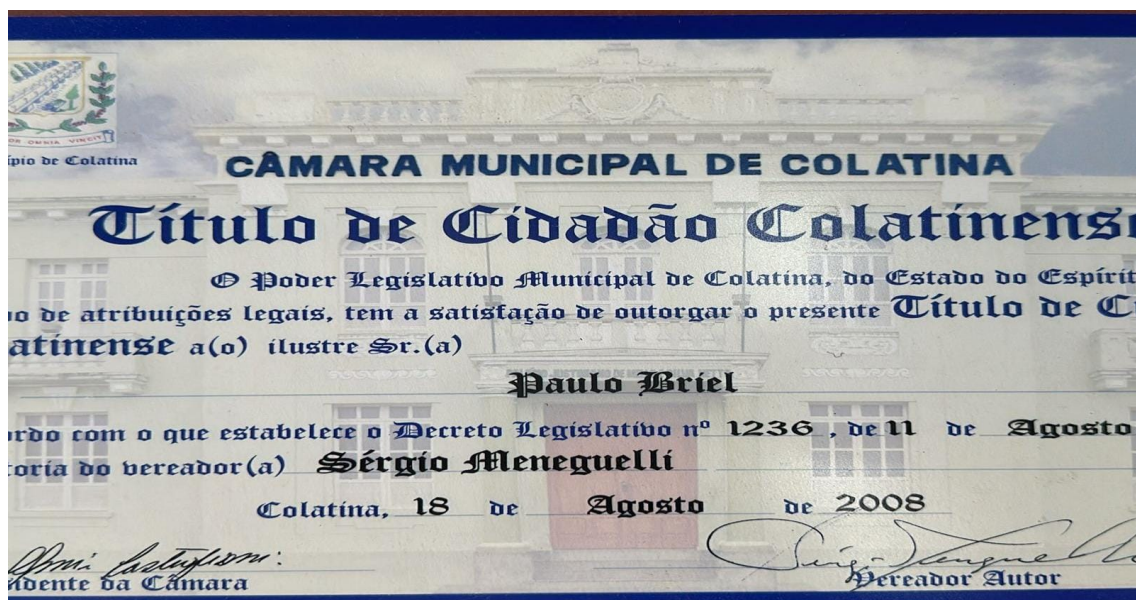 OMNIA VINCIT
ípio de Colatina
CÂMARA MUNICIPAL DE COLATINA
Título de Cidadão Colatinens
O Poder Legislativo Municipal de Colatina, do Estado do Espírit
o de atribuições legais, tem a satisfação de outorgar o presente Título de C
atinense a(o) ilustre Sr.(a)
Paulo Briel
rdo com o que estabelece o Decreto Legislativo nº 1236, de 11 de Agosto
oria do vereador(a) Sérgio Meneguelli
Colatina, 18 de Agosto de 2008
idente da Câmara
Vereador Autor